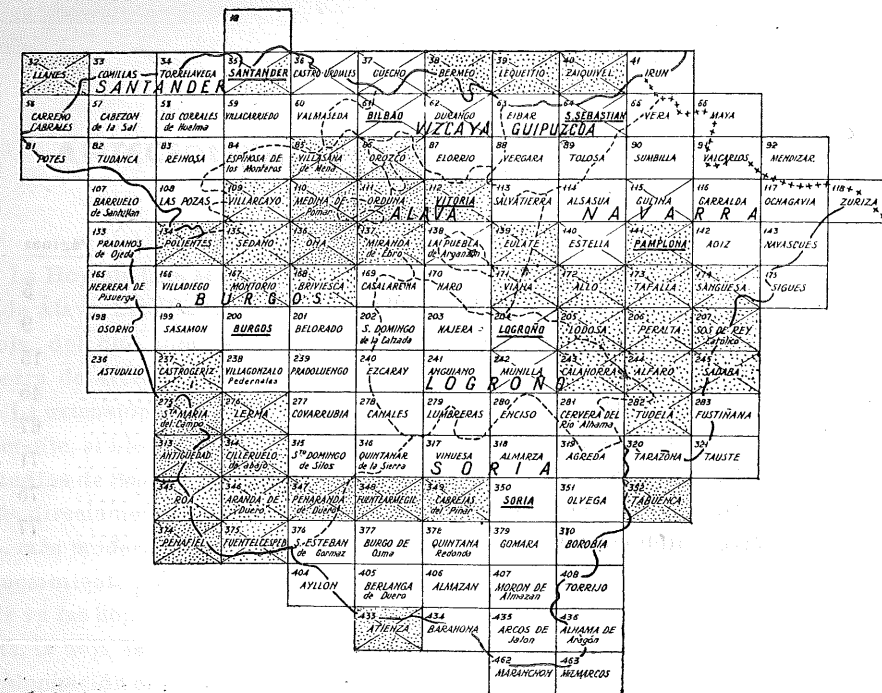 18
32 LLANES
33 COMILLAS
34 TORRELAVEGA
35 SANTANDER
36 CASTRO-URDIALES
37 GUECHO
38 BERMEO
39 LEQUEITIO
40 ZAIQUIVEL
41 IRUN
SANTANDER
56 CARREÑO CABRALES
57 CABEZON de la Sal
58 LOS CORRALES de Huelma
59 VILLACARRIEDO
60 VALMASEDA
61 BILBAO
62 DURANGO
63 EIBAR
64 S. SEBASTIAN
65 VERA
66 MAYA
VIZCAYA GUIPUZCOA
81 POTES
82 TUDANCA
83 REINOSA
84 ESPINOSA DE los Monteros
85 VILLASANA de Mena
86 OROZCO
87 ELORRIO
88 VERGARA
89 TOLOSA
90 SUMBILLA
91 VALCARLOS
92 MENDIZAR
107 BARRUELO de Santullan
108 LAS POZAS
109 VILLARCAYO
110 MEDINA DE Pomar
111 ORDUÑA
112 VITORIA
113 SALVATIERRA
114 ALSASUA
115 GULINA
116 GARRALDA
117 OCHAGAVIA
118 ZURIZA
ALAVA
NAVARRA
133 PRADANOS de Ojeda
134 POLIENTES
135 SEDANO
136 OÑA
137 MIRANDA de Ebro
138 LA PUEBLA de Arganzon
139 EULATE
140 ESTELLA
141 PAMPLONA
142 AOIZ
143 NAVASCUES
165 HERRERA DE Pisuerga
166 VILLADIEGO
167 MONTORIO
168 BRIVIESCA
169 CASALAREINA
170 HARO
171 VIANA
172 ALLO
173 TAFALLA
174 SANGUESA
175 SIGUES
BURGOS
198 OSORNO
199 SASAMON
200 BURGOS
201 BELORADO
202 S. DOMINGO de la Calzada
203 NAJERA
204 LOGROÑO
205 LODOSA
206 PERALTA
207 SOS DE REY Católico
236 ASTUDILLO
237 CASTROGERIZ
238 VILLAGONZALO Pedernales
239 PRADOLUENGO
240 EZCARAY
241 ANGUIANO
242 MUNILLA
243 CALAHORRA
244 ALFARO
245 SADABA
LOGROÑO
275 Sta MARIA del Campo
276 LERMA
277 COVARRUBIA
278 CANALES
279 LUMBRERAS
280 ENCISO
281 CERVERA DEL Rio Alhama
282 TUDELA
283 FUSTIÑANA
313 ANTIGÜEDAD
314 CILLERUELO de abajo
315 Sto DOMINGO de Silos
316 QUINTANAR de la Sierra
317 VINUESA
318 ALMARZA
319 AGREDA
320 TARAZONA
321 TAUSTE
SORIA
345 ROA
346 ARANDA DE Duero
347 PEÑARANDA de Duero
348 FUENTEARMEGIL
349 CABREJAS del Pinar
350 SORIA
351 OLVEGA
352 TABUENCA
374 PEÑAFIEL
375 FUENTELCESPED
376 S. ESTEBAN de Gormaz
377 BURGO DE Osma
378 QUINTANA Redonda
379 GOMARA
380 BOROBIA
404 AYLLON
405 BERLANGA de Duero
406 ALMAZAN
407 MORON DE Almazan
408 TORRIJO
433 ATIENZA
434 BARAHONA
435 ARCOS DE Jalon
436 ALHAMA DE Aragón
462 MARANCHON
463 MILMARCOS